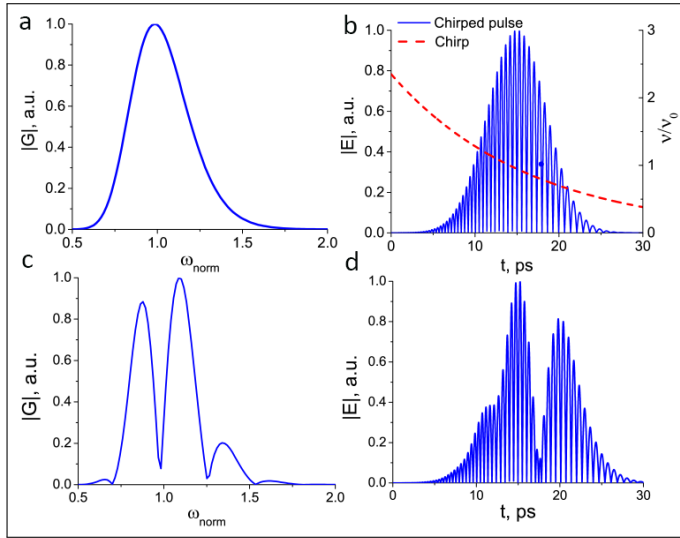 a
|G|, a.u.
1.0
0.8
0.6
0.4
0.2
0.0
0.5 1.0 1.5 2.0
ω_norm
b
Chirped pulse
Chirp
|E|, a.u.
1.0
0.8
0.6
0.4
0.2
0.0
0 10 20 30
t, ps
3
2
1
0
ν/ν₀
c
|G|, a.u.
1.0
0.8
0.6
0.4
0.2
0.0
0.5 1.0 1.5 2.0
ω_norm
d
|E|, a.u.
1.0
0.8
0.6
0.4
0.2
0.0
0 10 20 30
t, ps